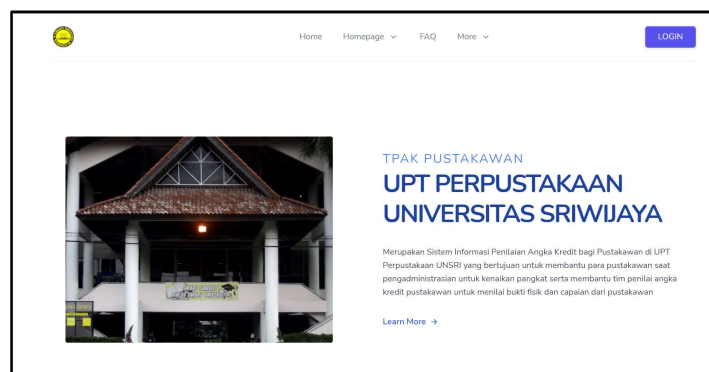 Home Homepage FAQ More LOGIN
TPAK PUSTAKAWAN
UPT PERPUSTAKAAN
UNIVERSITAS SRIWIJAYA
Merupakan Sistem Informasi Penilaian Angka Kredit bagi Pustakawan di UPT
Perpustakaan UNSRI yang bertujuan untuk membantu para pustakawan saat
pengadministrasian untuk kenaikan pangkat serta membantu tim penilai angka
kredit pustakawan untuk menilai bukti fisik dan capaian dari pustakawan
Learn More →